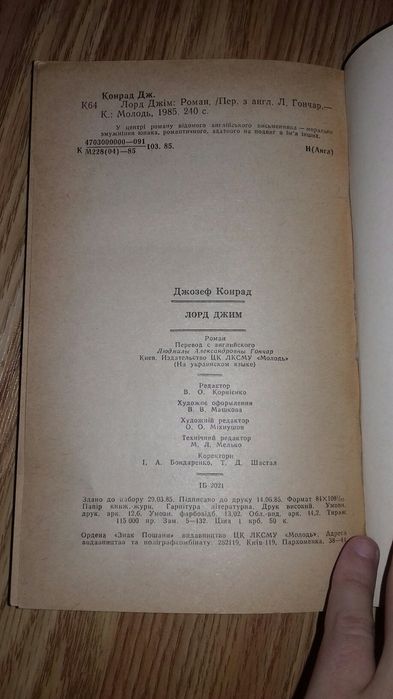 Конрад Дж.
К64 Лорд Джім: Роман. /Пер. з англ. Л. Гончар.—
К.: Молодь, 1985. 240 с.
У центрі роману відомого англійського письменника — моральне
змужніння юнака, романтичного, здатного на подвиг в ім'я інших.
4703000000—091
К М228(04)—85 103. 85. И(Англ)
Джозеф Конрад
ЛОРД ДЖИМ
Роман
Перевод с английского
Людмилы Александровны Гончар
Киев, Издательство ЦК ЛКСМУ «Молодь»
(На украинском языке)
Редактор
В. О. Корнієнко
Художнє оформлення
В. В. Машкова
Художній редактор
О. О. Міхнушов
Технічний редактор
М. Л. Мелько
Коректори
І. А. Бондаренко, Т. Д. Шастал
ІБ 2021
Здано до набору 29.03.85. Підписано до друку 14.06.85. Формат 84×108
Папір книж.-журн. Гарнітура літературна. Друк високий. Умовн.
друк. арк. 12,6. Умовн. фарбовідб. 13,02. Обл.-вид. арк. 14,2. Тираж
115 000 пр. Зам. 5—132. Ціна 1 крб. 50 к.
Ордена «Знак Пошани» видавництво ЦК ЛКСМУ «Молодь». Адреса
видавництва та поліграфкомбінату: 252119, Київ-119, Пархоменка, 38—44